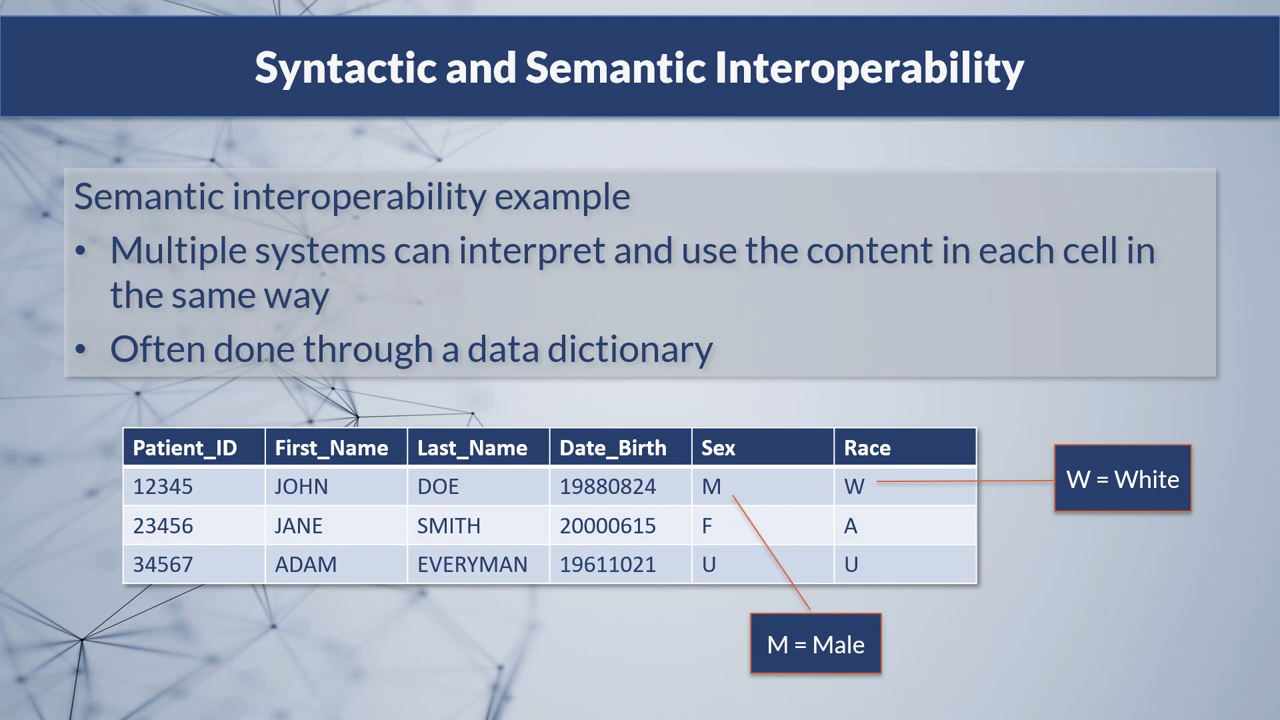 Syntactic and Semantic Interoperability
Semantic interoperability example
• Multiple systems can interpret and use the content in each cell in
the same way
• Often done through a data dictionary
Patient_ID First_Name Last_Name Date_Birth Sex Race
12345 JOHN DOE 19880824 M W
23456 JANE SMITH 20000615 F A
34567 ADAM EVERYMAN 19611021 U U
W = White
M = Male